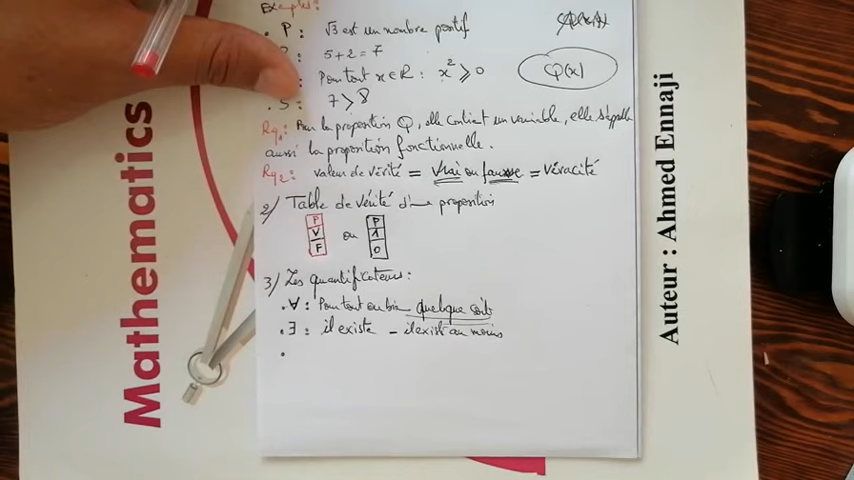 Exemples:
• P: √3 est un nombre positif
5+2=7
: Pour tout x∈R: x² ⩾ 0
Q(x)
• S: 7 > 8
Rq1: Pour la proposition Q, elle contient un variable, elle s'appelle
aussi la proposition fonctionnelle.
Rq2: valeur de vérité = Vrai ou fausse = Véracité
2/ Table de vérité d'une proposition
P ou P
V 1
F 0
3/ Les quantificateurs:
• ∀: Pour tout ou bien quelque soit
• ∃: il existe - il existe au moins
•
Mathématiques
Mathematics
Auteur : Ahmed Ennaji